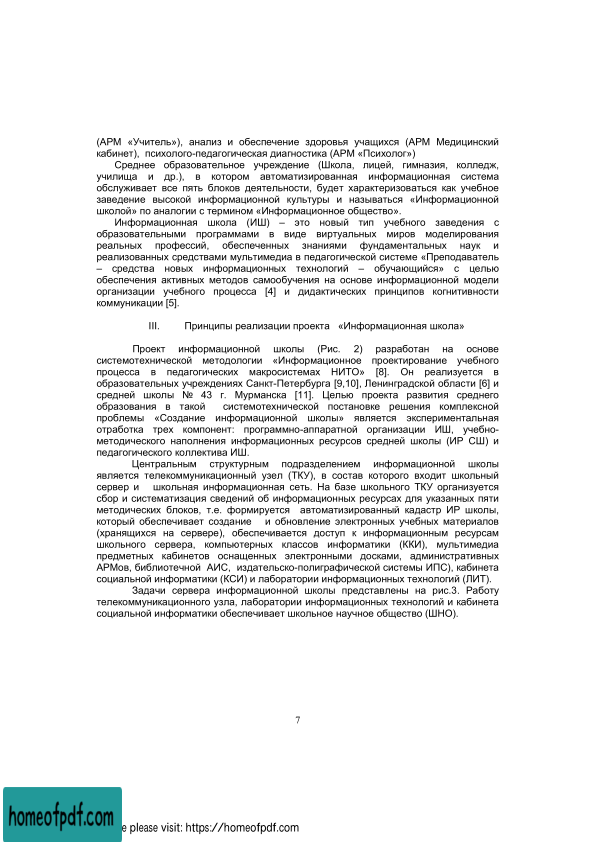 (АРМ «Учитель»), анализ и обеспечение здоровья учащихся (АРМ Медицинский
кабинет), психолого-педагогическая диагностика (АРМ «Психолог»)
Среднее образовательное учреждение (Школа, лицей, гимназия, колледж,
училища и др.), в котором автоматизированная информационная система
обслуживает все пять блоков деятельности, будет характеризоваться как учебное
заведение высокой информационной культуры и называться «Информационной
школой» по аналогии с термином «Информационное общество».
Информационная школа (ИШ) – это новый тип учебного заведения с
образовательными программами в виде виртуальных миров моделирования
реальных профессий, обеспеченных знаниями фундаментальных наук и
реализованных средствами мультимедиа в педагогической системе «Преподаватель
– средства новых информационных технологий – обучающийся» с целью
обеспечения активных методов самообучения на основе информационной модели
организации учебного процесса [4] и дидактических принципов когнитивности
коммуникации [5].
III. Принципы реализации проекта «Информационная школа»
Проект информационной школы (Рис. 2) разработан на основе
системотехнической методологии «Информационное проектирование учебного
процесса в педагогических макросистемах НИТО» [8]. Он реализуется в
образовательных учреждениях Санкт-Петербурга [9,10], Ленинградской области [6] и
средней школы № 43 г. Мурманска [11]. Целью проекта развития среднего
образования в такой системотехнической постановке решения комплексной
проблемы «Создание информационной школы» является экспериментальная
отработка трех компонент: программно-аппаратной организации ИШ, учебно-
методического наполнения информационных ресурсов средней школы (ИР СШ) и
педагогического коллектива ИШ.
Центральным структурным подразделением информационной школы
является телекоммуникационный узел (ТКУ), в состав которого входит школьный
сервер и школьная информационная сеть. На базе школьного ТКУ организуется
сбор и систематизация сведений об информационных ресурсах для указанных пяти
методических блоков, т.е. формируется автоматизированный кадастр ИР школы,
который обеспечивает создание и обновление электронных учебных материалов
(хранящихся на сервере), обеспечивается доступ к информационным ресурсам
школьного сервера, компьютерных классов информатики (ККИ), мультимедиа
предметных кабинетов оснащенных электронными досками, административных
АРМов, библиотечной АИС, издательско-полиграфической системы ИПС), кабинета
социальной информатики (КСИ) и лаборатории информационных технологий (ЛИТ).
Задачи сервера информационной школы представлены на рис.3. Работу
телекоммуникационного узла, лаборатории информационных технологий и кабинета
социальной информатики обеспечивает школьное научное общество (ШНО).
7
homeofpdf.com
e please visit: https://homeofpdf.com